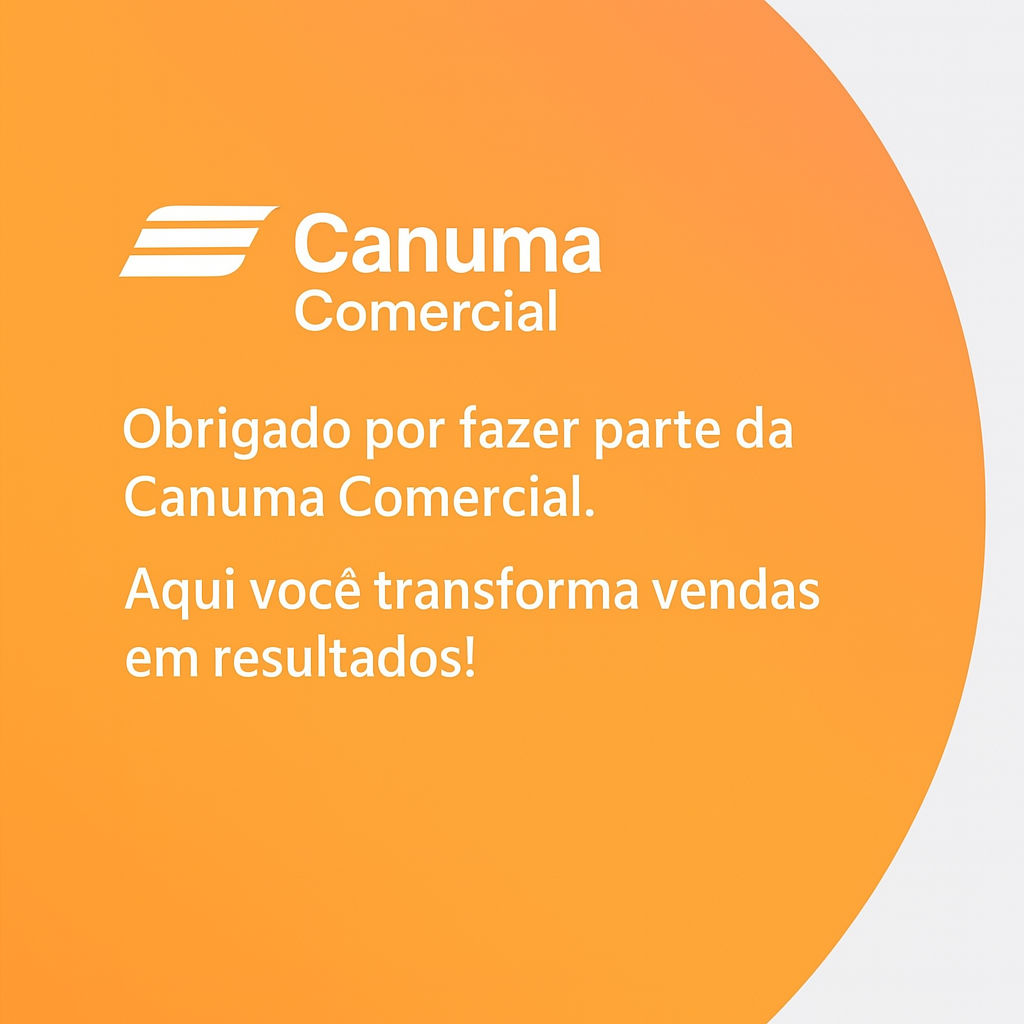 Canuma
Comercial
Obrigado por fazer parte da
Canuma Comercial.
Aqui você transforma vendas
em resultados!